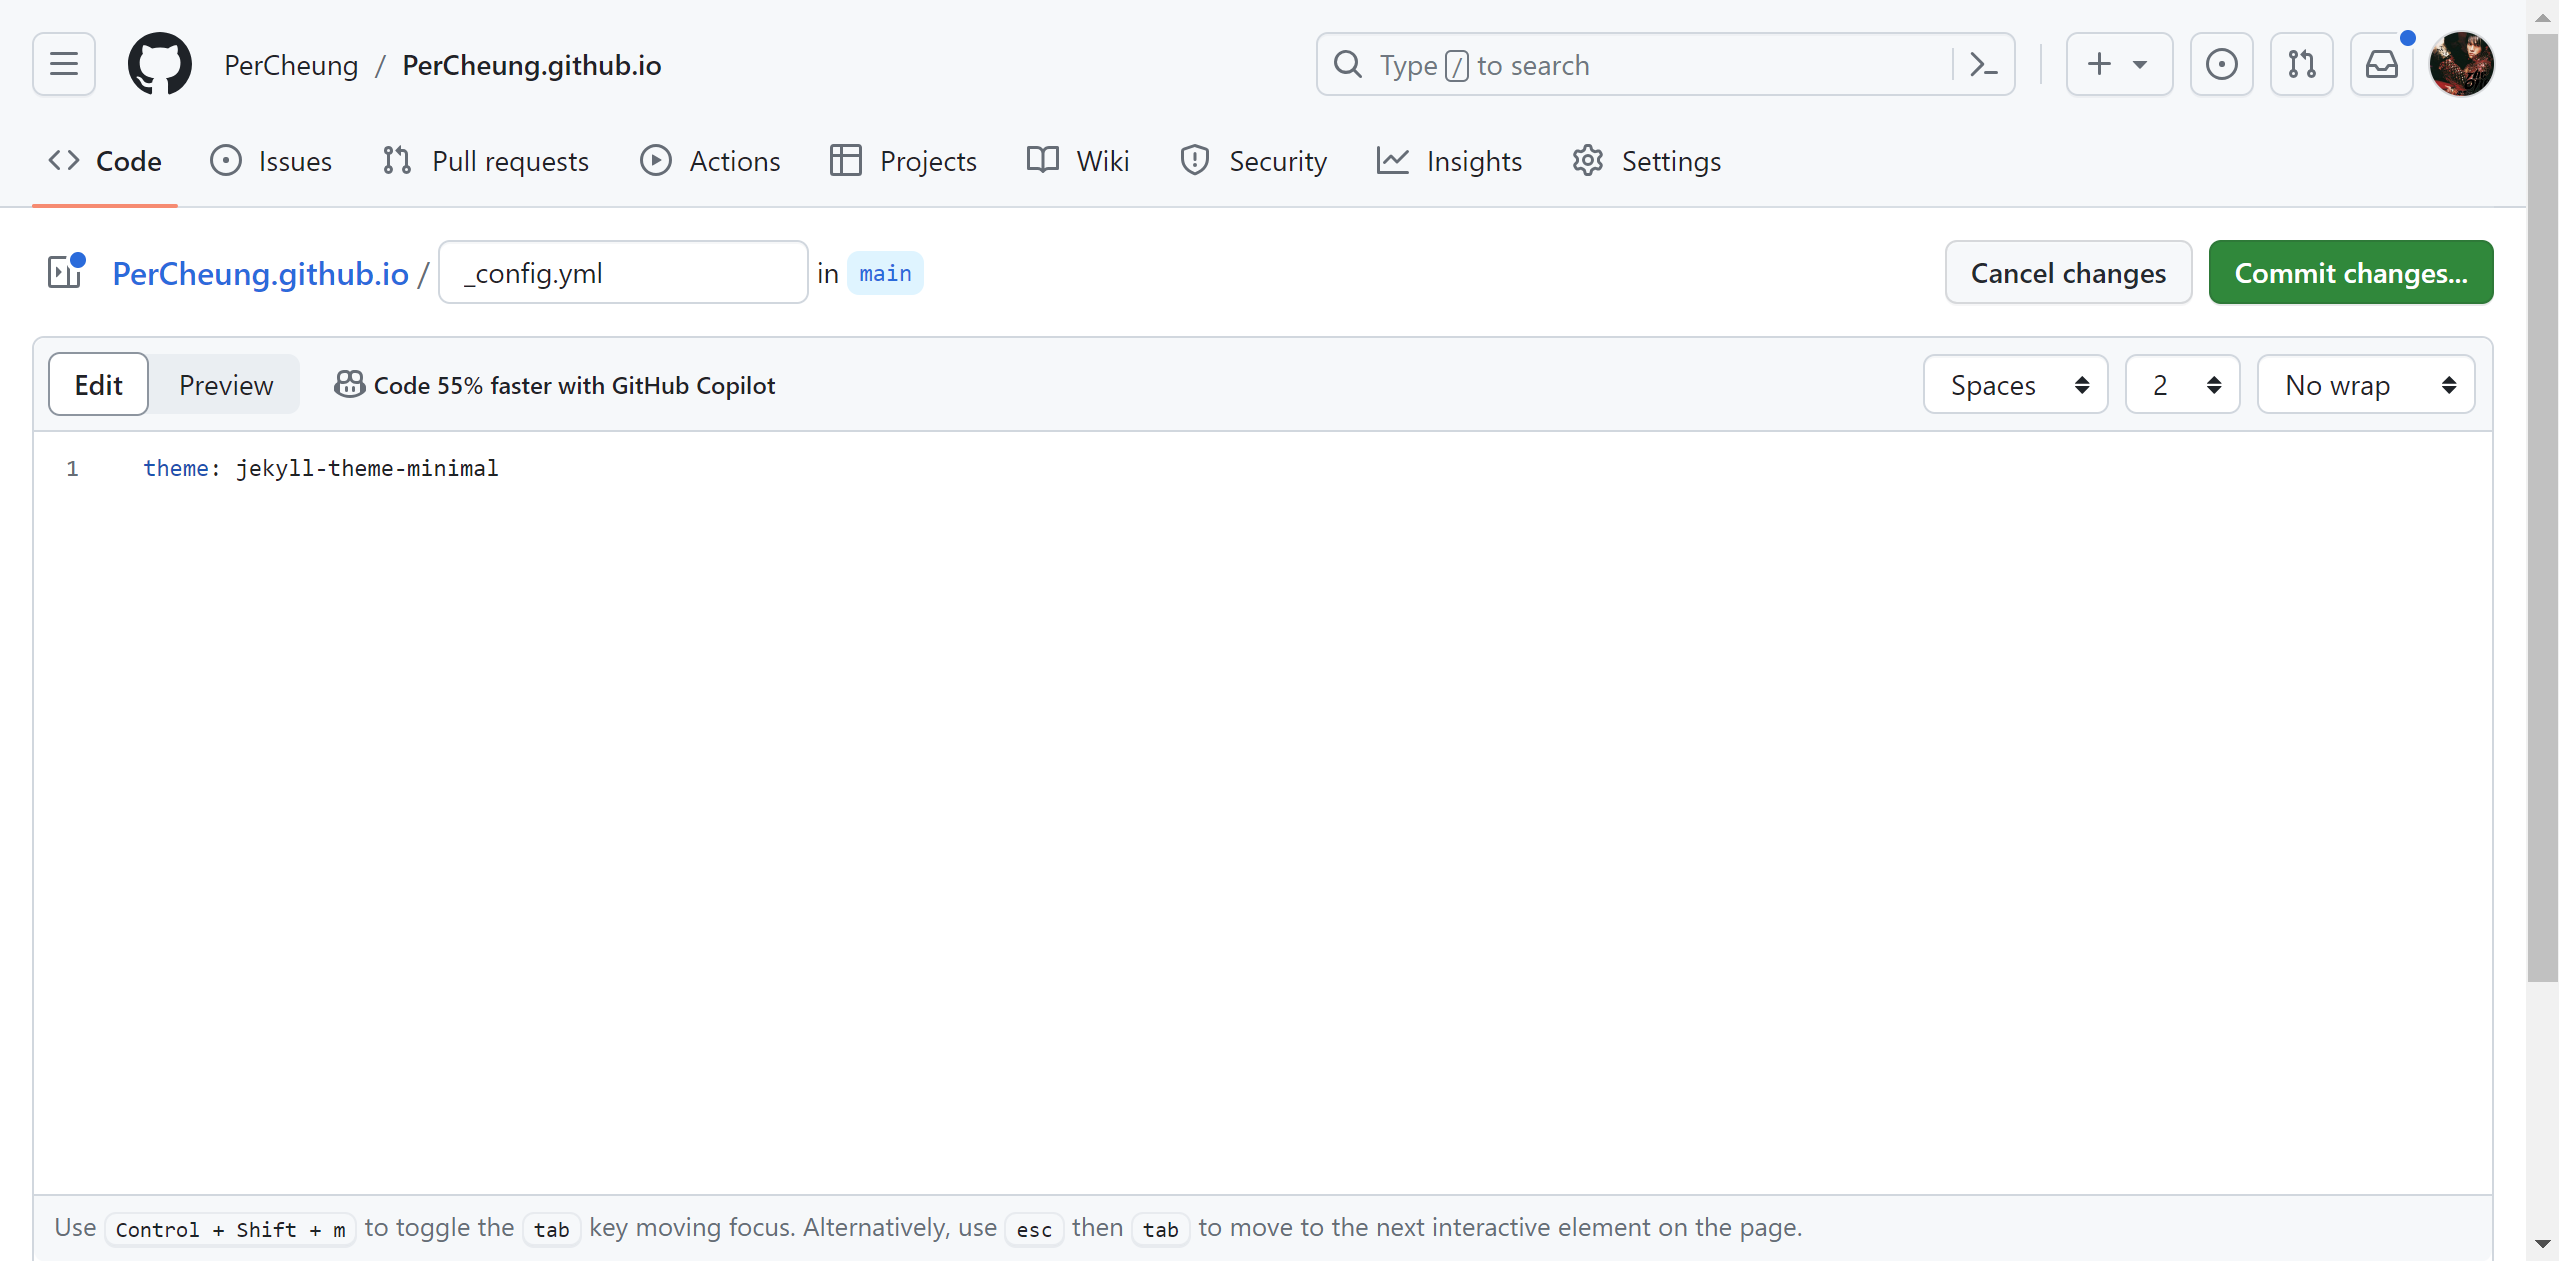 PerCheung / PerCheung.github.io
Type / to search
Code
Issues
Pull requests
Actions
Projects
Wiki
Security
Insights
Settings
PerCheung.github.io / _config.yml in main
Cancel changes
Commit changes...
Edit
Preview
Code 55% faster with GitHub Copilot
Spaces
2
No wrap
1 theme: jekyll-theme-minimal
Use Control + Shift + m to toggle the tab key moving focus. Alternatively, use esc then tab to move to the next interactive element on the page.